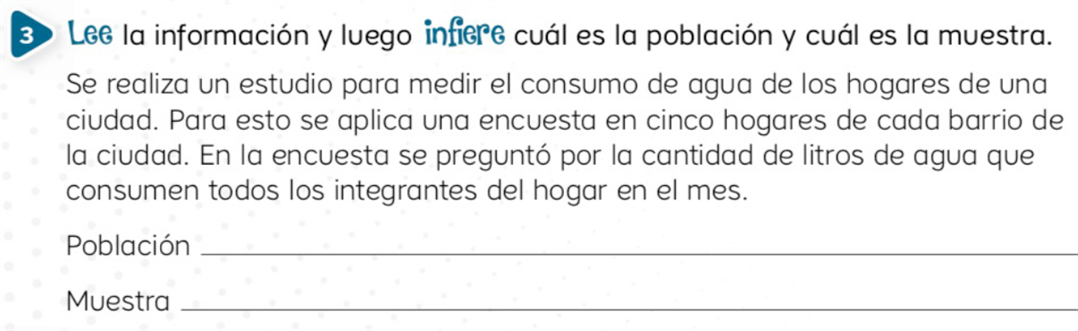 3 Lee la información y luego infiere cuál es la población y cuál es la muestra.
Se realiza un estudio para medir el consumo de agua de los hogares de una
ciudad. Para esto se aplica una encuesta en cinco hogares de cada barrio de
la ciudad. En la encuesta se preguntó por la cantidad de litros de agua que
consumen todos los integrantes del hogar en el mes.
Población
Muestra